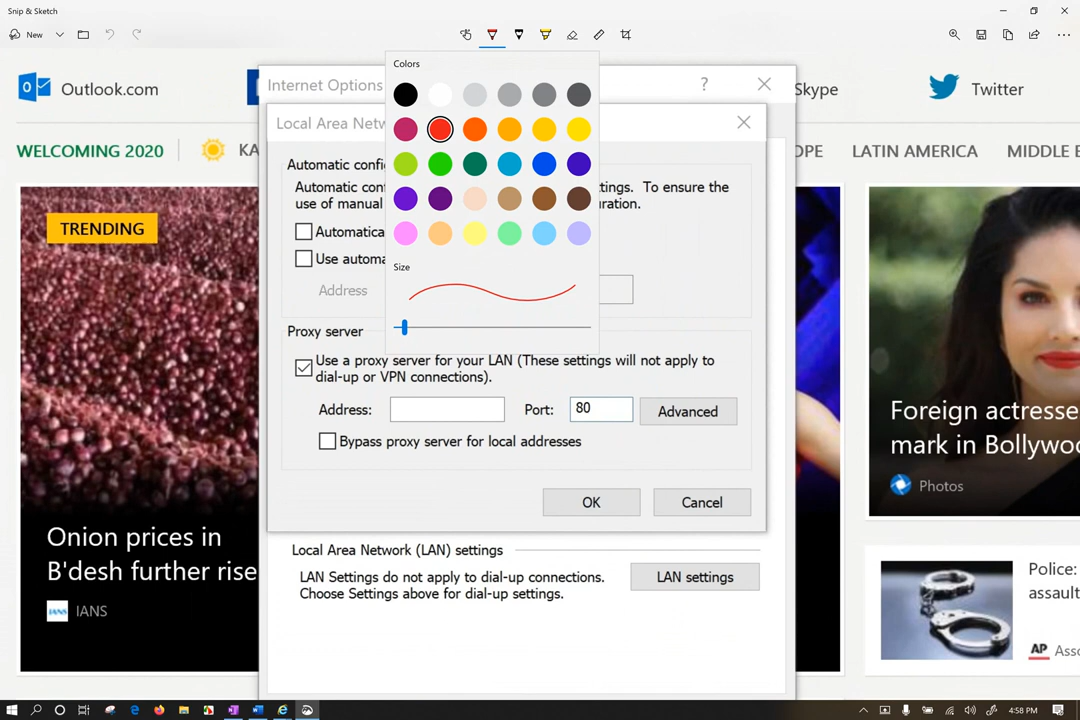 Snip & Sketch
New
Colors
Size
Outlook.com
Skype
Twitter
Internet Options
?
WELCOMING 2020
KA
OPE
LATIN AMERICA
MIDDLE E
Local Area Netw
Automatic confi
Automatic con
tings. To ensure the
use of manual
uration.
Automatica
Use automa
Address
Proxy server
Use a proxy server for your LAN (These settings will not apply to
dial-up or VPN connections).
Address:
Port:
80
Advanced
Bypass proxy server for local addresses
OK
Cancel
Local Area Network (LAN) settings
LAN Settings do not apply to dial-up connections.
Choose Settings above for dial-up settings.
LAN settings
TRENDING
Onion prices in
B'desh further rise
IANS
IANS
Foreign actresse
mark in Bollywoo
Photos
Police:
assault
AP
Asso
4:58 PM